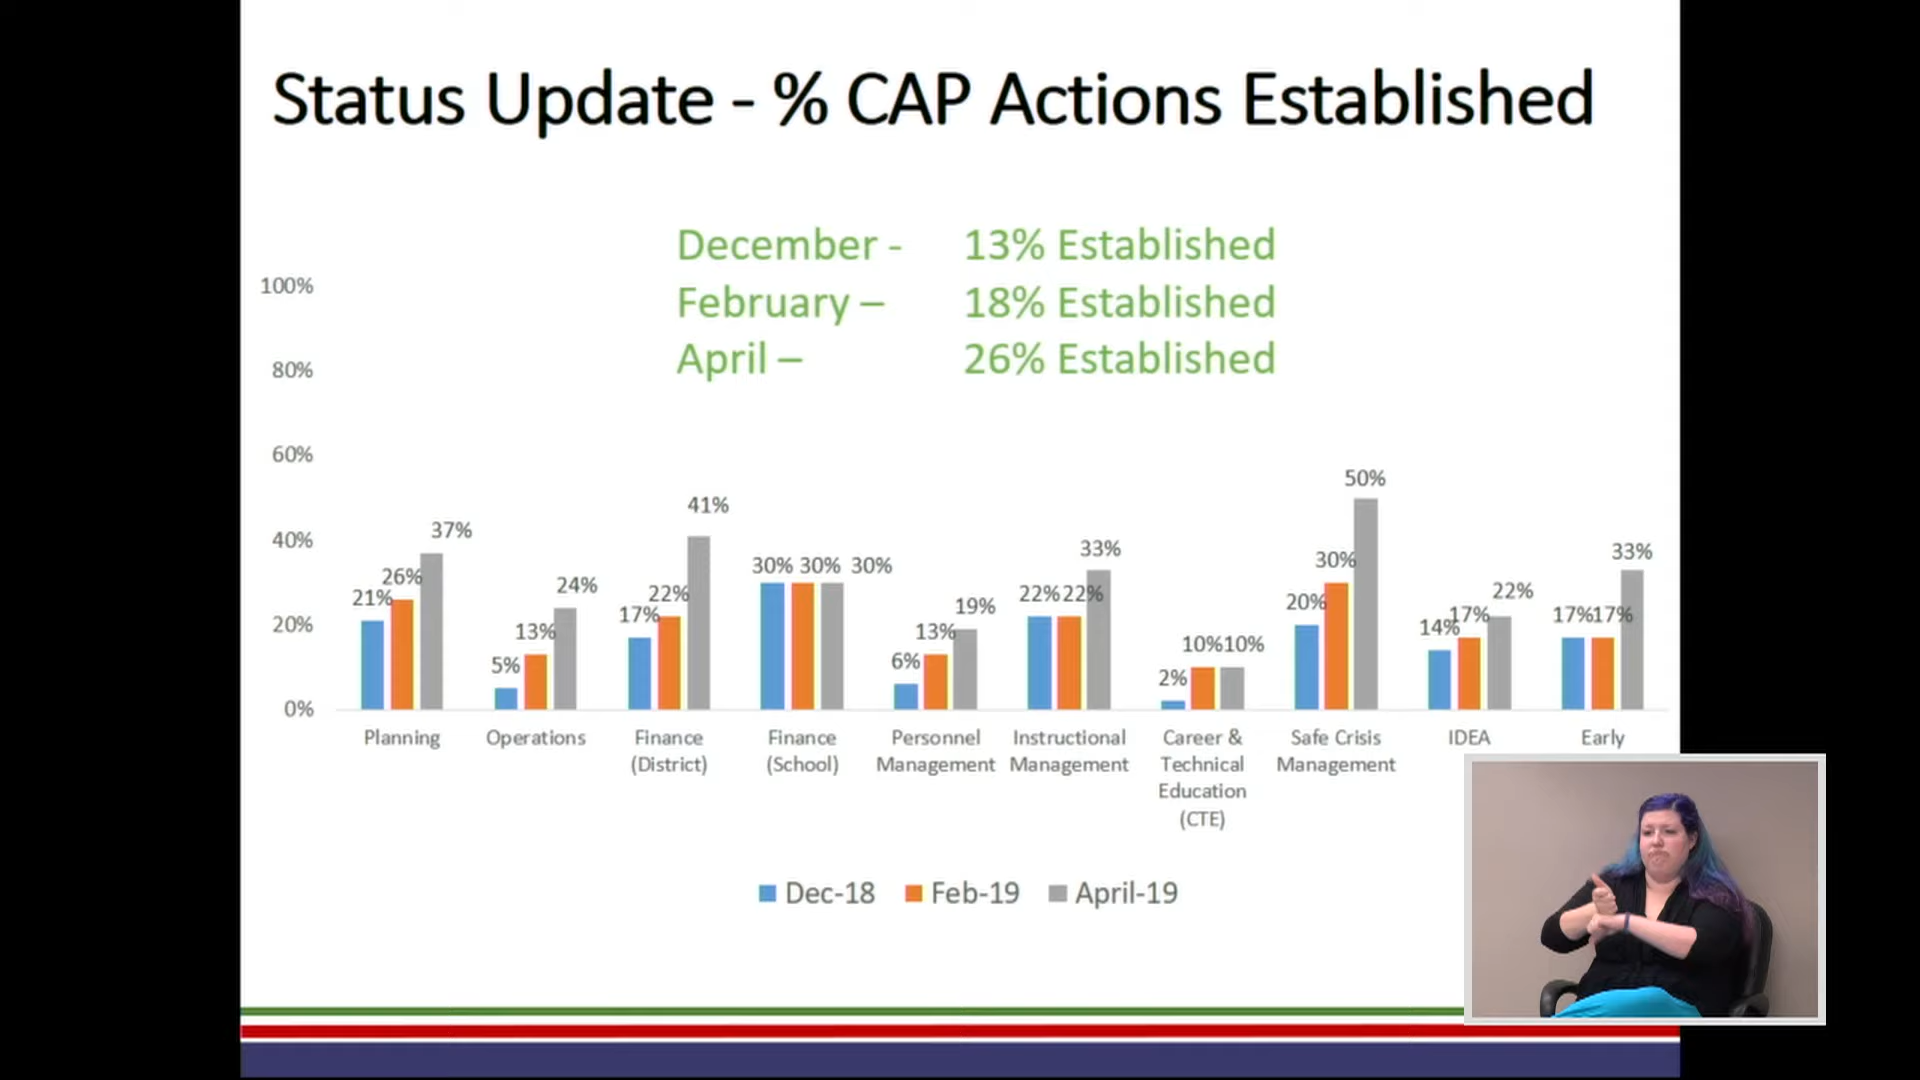 Status Update - % CAP Actions Established
December - 13% Established
February – 18% Established
April – 26% Established
100%
80%
60%
40%
20%
0%
21% 26% 37%
5% 13% 24%
17% 22% 41%
30% 30% 30%
6% 13% 19%
22% 22% 33%
2% 10% 10%
20% 30% 50%
14% 17% 22%
17% 17% 33%
Planning
Operations
Finance
(District)
Finance
(School)
Personnel
Management
Instructional
Management
Career &
Technical
Education
(CTE)
Safe Crisis
Management
IDEA
Early
Dec-18 Feb-19 April-19